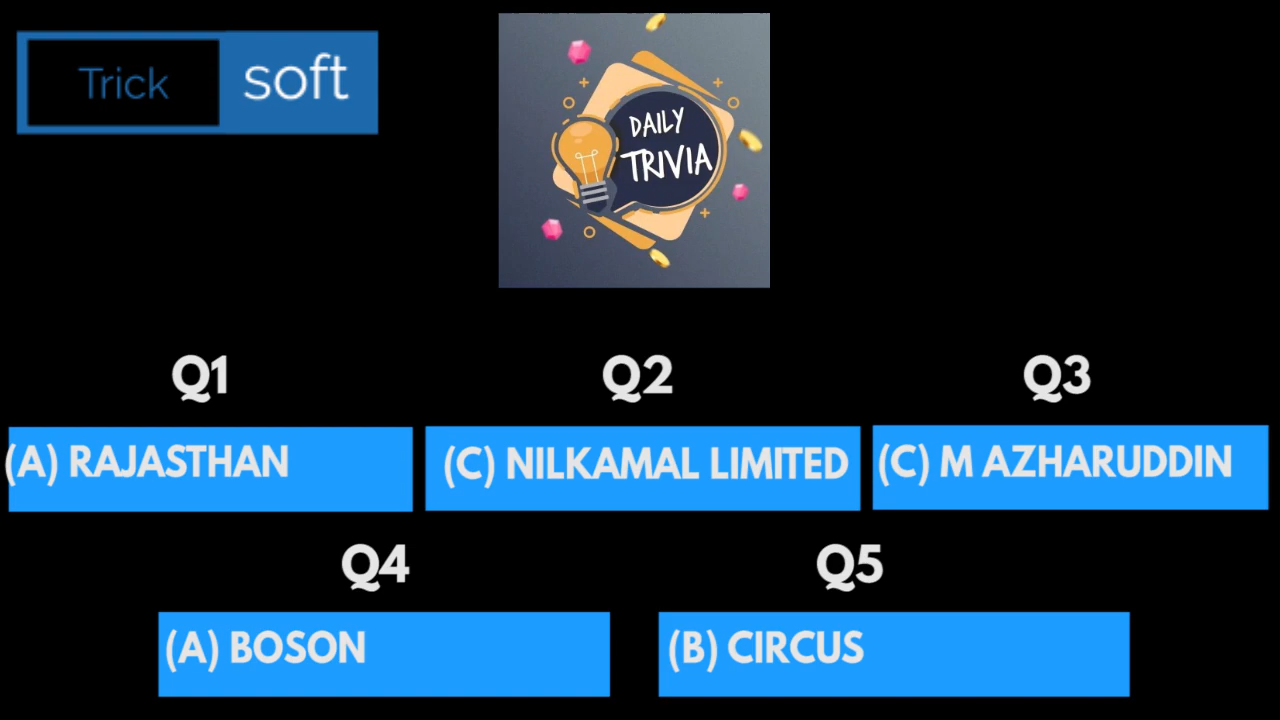 Trick soft
DAILY
TRIVIA
Q1
Q2
Q3
(A) RAJASTHAN
(C) NILKAMAL LIMITED
(C) M AZHARUDDIN
Q4
Q5
(A) BOSON
(B) CIRCUS